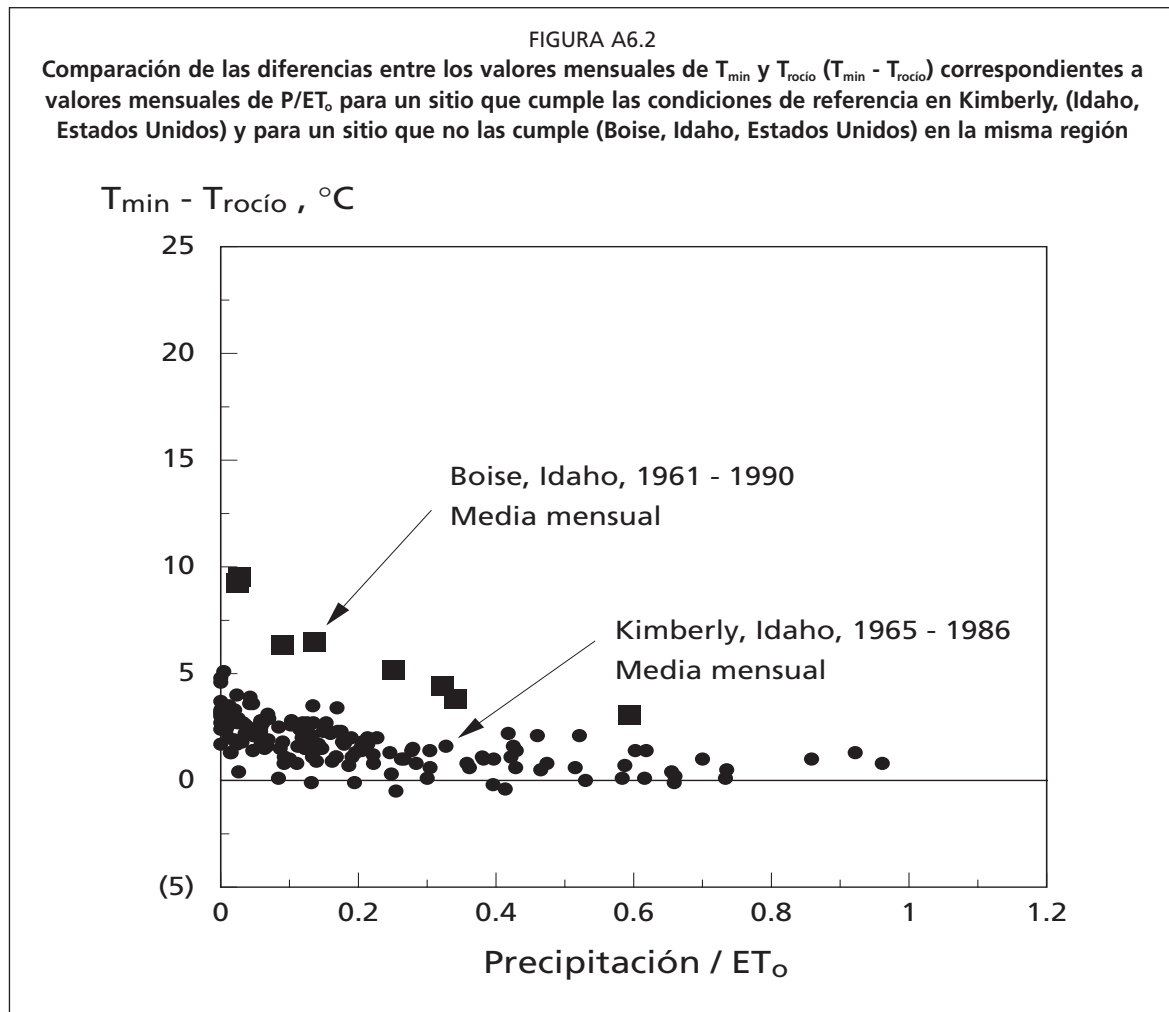 FIGURA A6.2
Comparación de las diferencias entre los valores mensuales de Tmin y Trocío (Tmin - Trocío) correspondientes a
valores mensuales de P/ETo para un sitio que cumple las condiciones de referencia en Kimberly, (Idaho,
Estados Unidos) y para un sitio que no las cumple (Boise, Idaho, Estados Unidos) en la misma región
Tmin - Trocío , °C
25
20
15
10
5
0
(5)
Boise, Idaho, 1961 - 1990
Media mensual
Kimberly, Idaho, 1965 - 1986
Media mensual
0 0.2 0.4 0.6 0.8 1 1.2
Precipitación / ETo